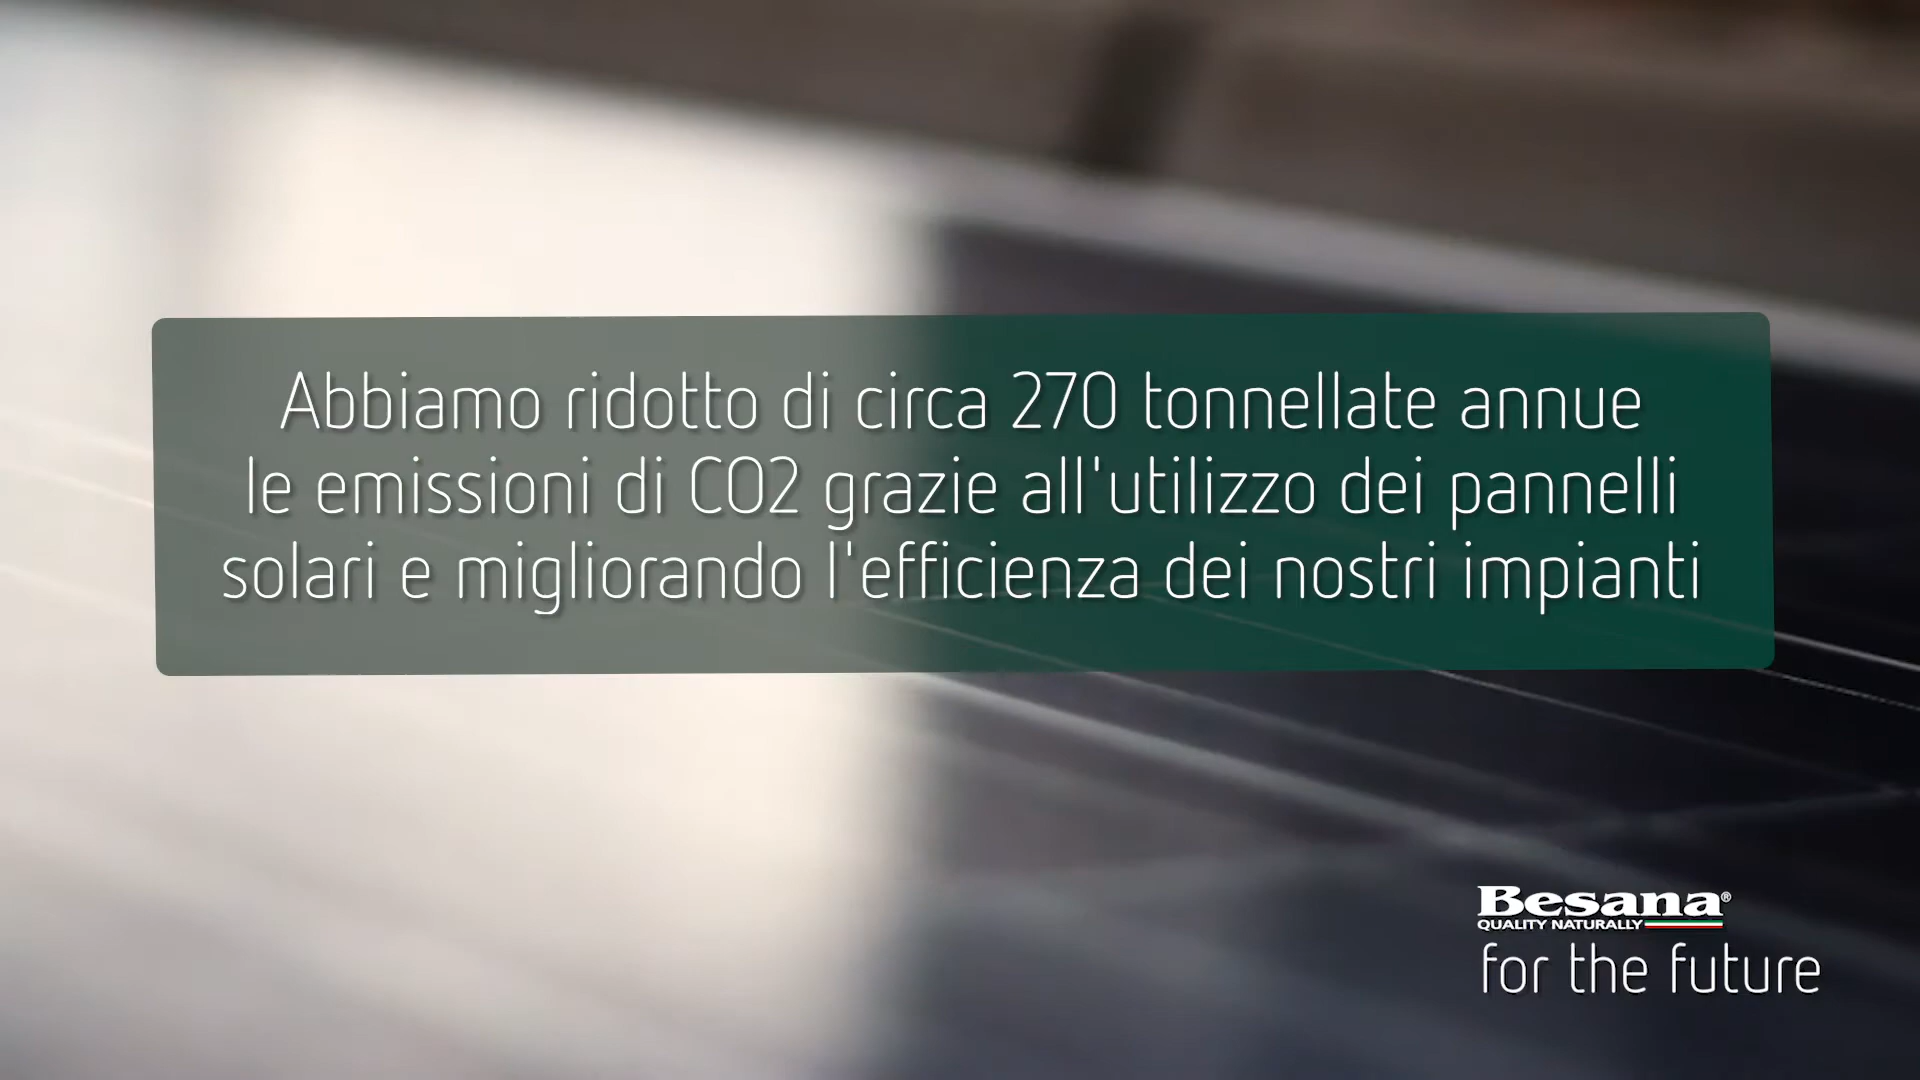 Abbiamo ridotto di circa 270 tonnellate annue
le emissioni di CO2 grazie all'utilizzo dei pannelli
solari e migliorando l'efficienza dei nostri impianti
Besana®
QUALITY NATURALLY
for the future